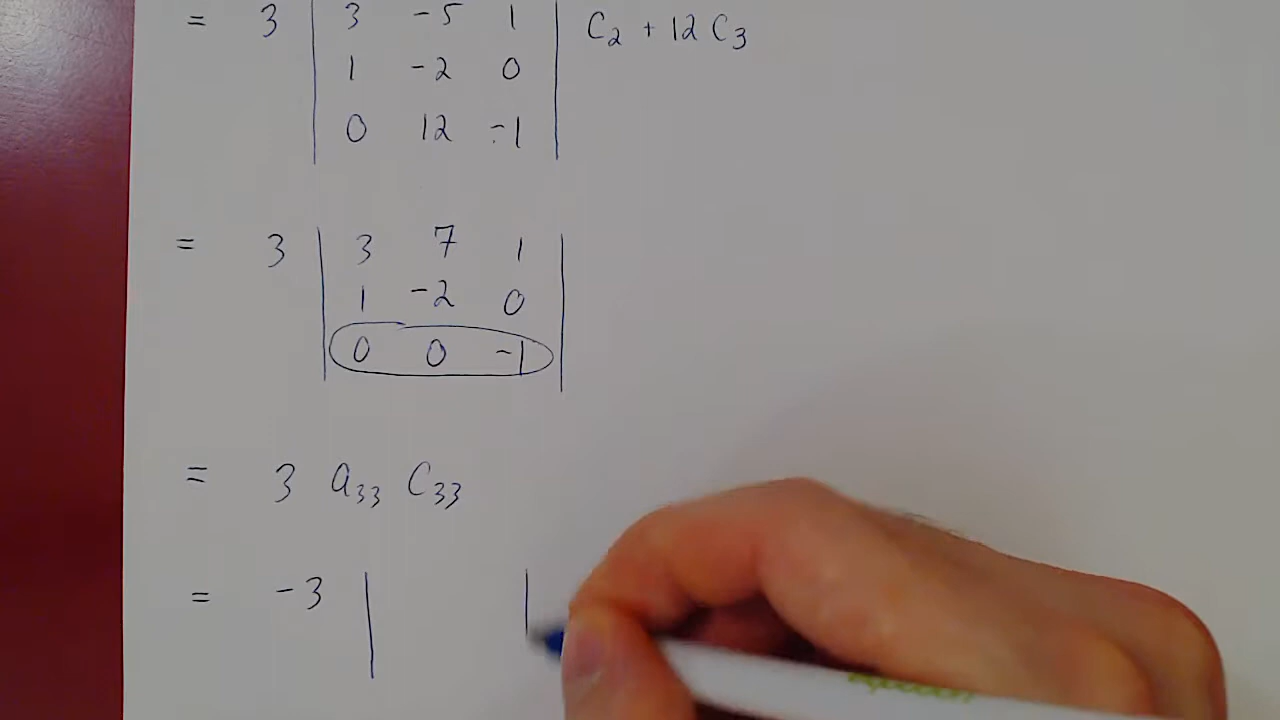 = 3 | 3 -5 1 | C₂ + 12 C₃
1 -2 0
0 12 -1
= 3 | 3 7 1 |
1 -2 0
0 0 -1
= 3 a₃₃ C₃₃
= -3 | |